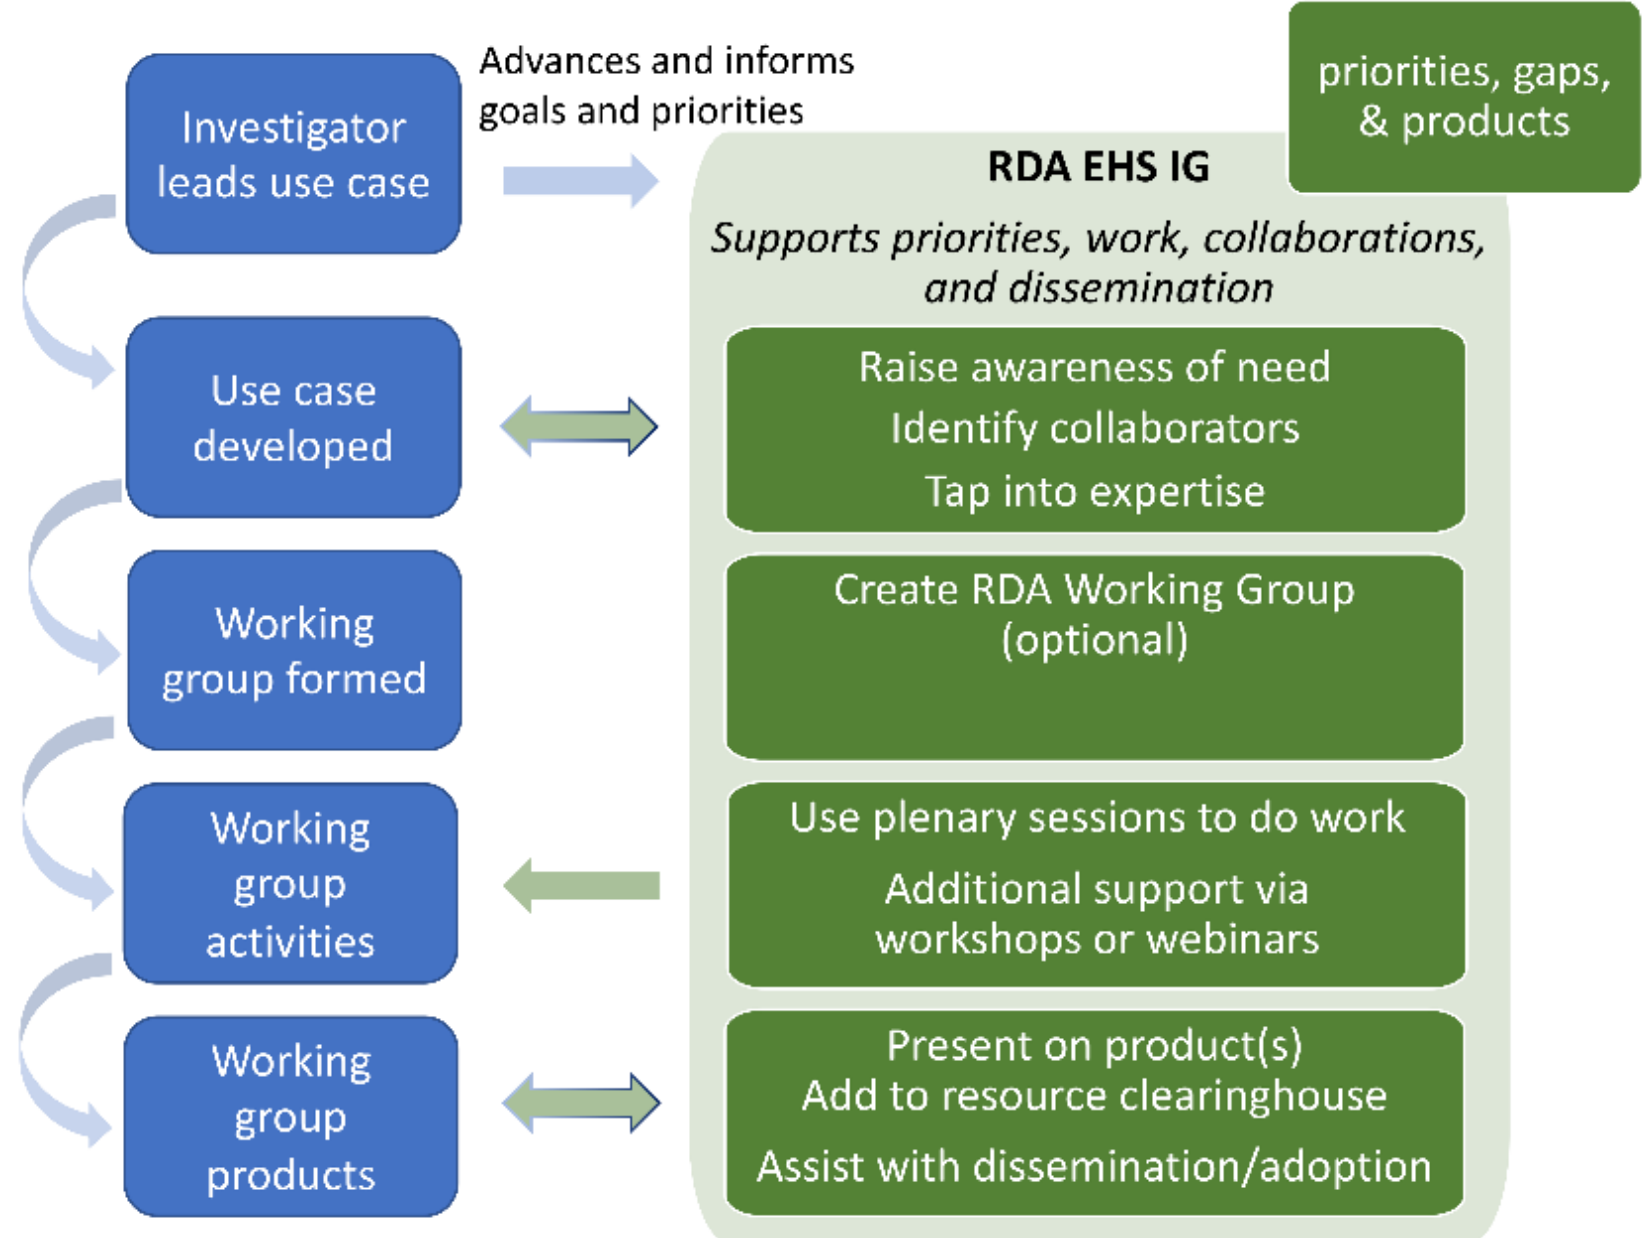 Investigator
leads use case
Advances and informs
goals and priorities
priorities, gaps,
& products
RDA EHS IG
Supports priorities, work, collaborations,
and dissemination
Use case
developed
Raise awareness of need
Identify collaborators
Tap into expertise
Working
group formed
Create RDA Working Group
(optional)
Working
group
activities
Use plenary sessions to do work
Additional support via
workshops or webinars
Working
group
products
Present on product(s)
Add to resource clearinghouse
Assist with dissemination/adoption